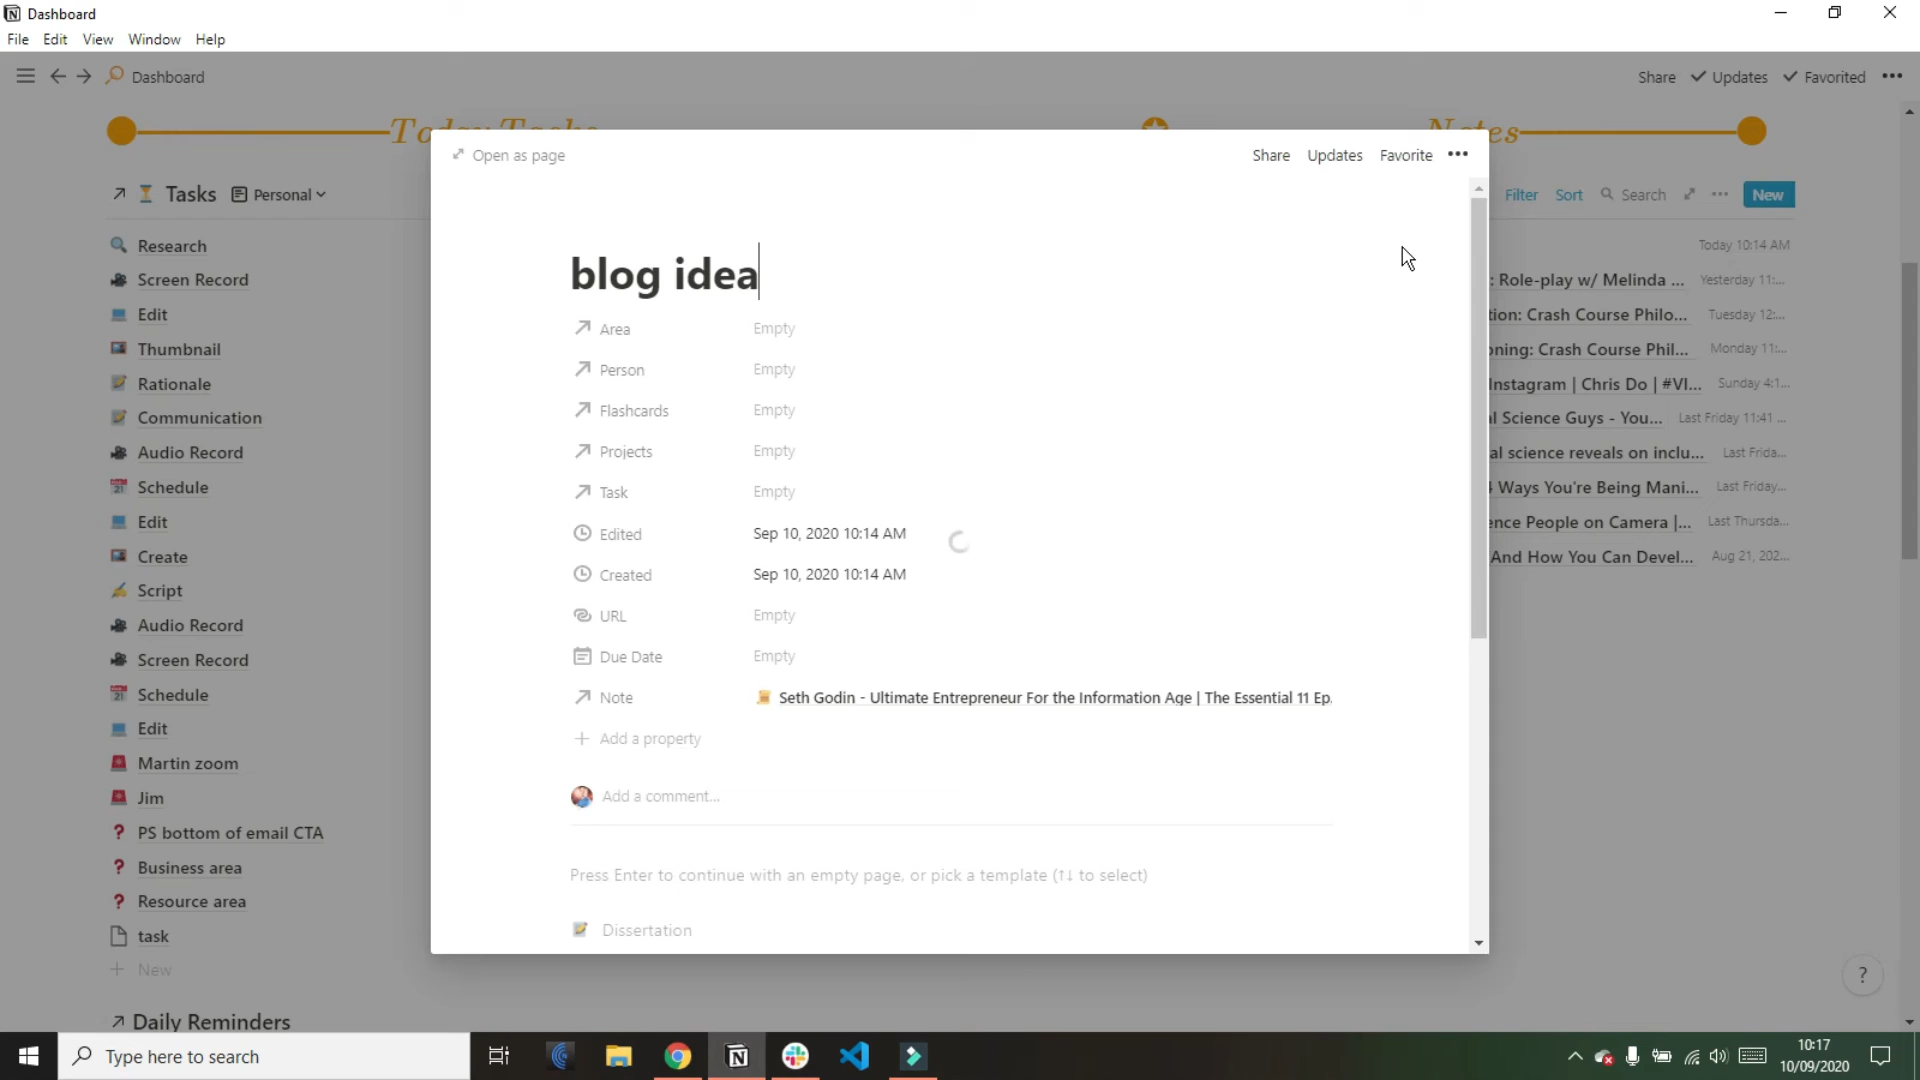 Dashboard
File Edit View Window Help
Dashboard
Share Updates Favorited
Today Tasks
Notes
Open as page
Share Updates Favorite
Tasks Personal
Filter Sort Search New
blog idea
Area Empty
Person Empty
Flashcards Empty
Projects Empty
Task Empty
Edited Sep 10, 2020 10:14 AM
Created Sep 10, 2020 10:14 AM
URL Empty
Due Date Empty
Note Seth Godin - Ultimate Entrepreneur For the Information Age | The Essential 11 Ep.
+ Add a property
Add a comment...
Press Enter to continue with an empty page, or pick a template (↑↓ to select)
Dissertation
Research
Screen Record
Edit
Thumbnail
Rationale
Communication
Audio Record
Schedule
Edit
Create
Script
Audio Record
Screen Record
Schedule
Edit
Martin zoom
Jim
? PS bottom of email CTA
? Business area
? Resource area
task
+ New
Daily Reminders
Today 10:14 AM
: Role-play w/ Melinda ... Yesterday 11:...
tion: Crash Course Philo... Tuesday 12:...
oning: Crash Course Phil... Monday 11:...
Instagram | Chris Do | #VI... Sunday 4:1...
l Science Guys - You... Last Friday 11:41 ...
al science reveals on inclu... Last Frida...
4 Ways You're Being Mani... Last Friday...
ence People on Camera |... Last Thursda...
And How You Can Devel... Aug 21, 202...
?
Type here to search
10:17
10/09/2020